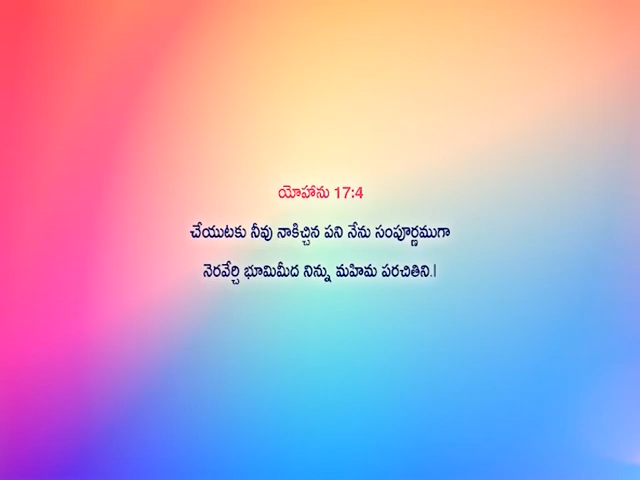 యోహాను 17:4
చేయుటకు నీవు నాకిచ్చిన పని నేను సంపూర్ణముగా
నెరవేర్చి భూమిమీద నిన్ను మహిమ పరచితిని.|